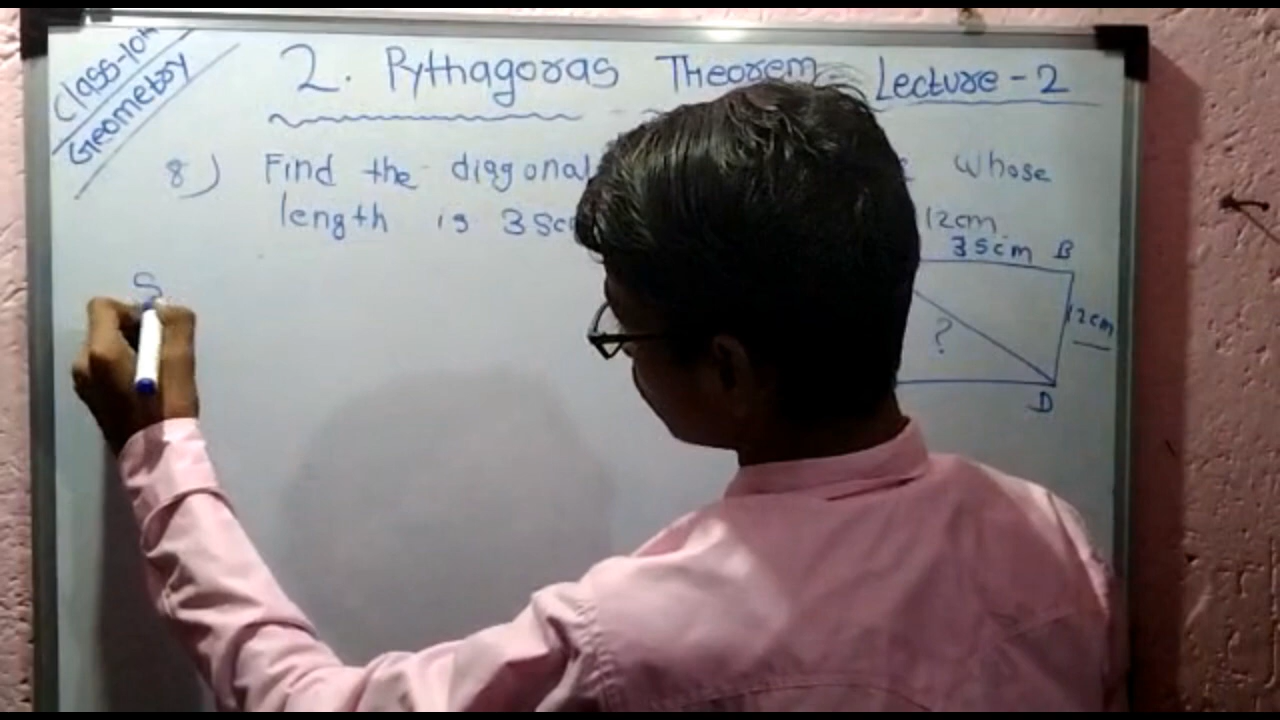 Class-10th
Geometry
2. Pythagoras Theorem Lecture - 2
8) Find the diagonal whose
length is 35cm 12cm
35cm B
12cm
?
D
S